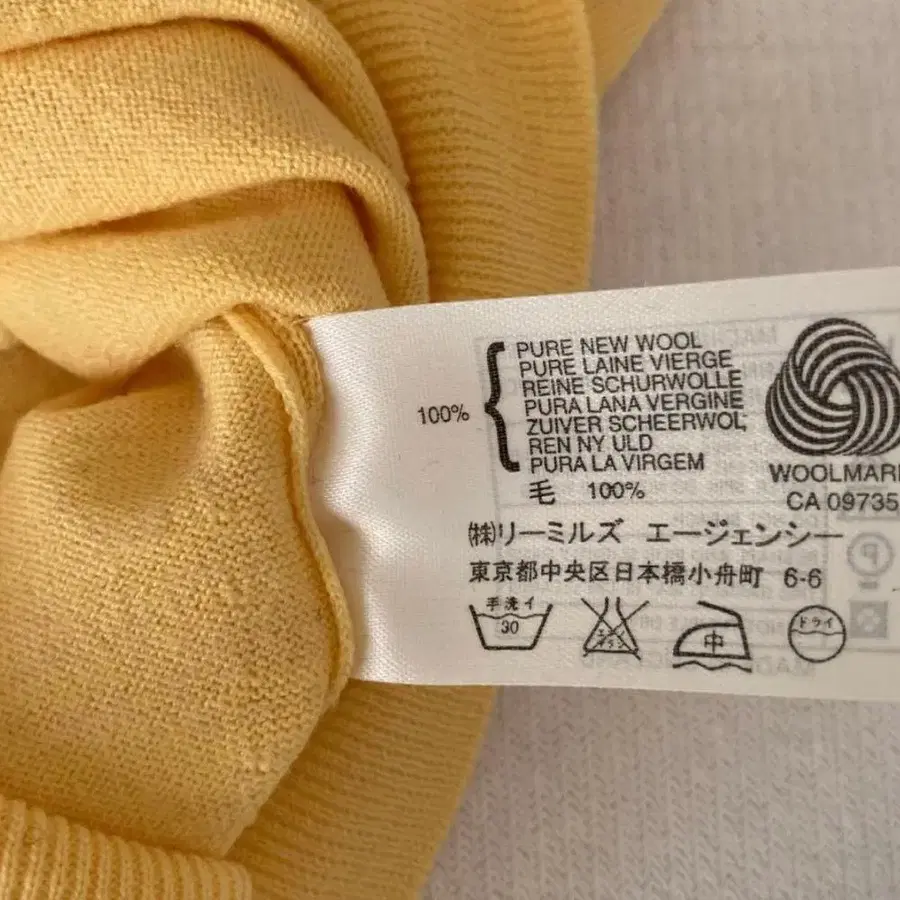 100%
PURE NEW WOOL
PURE LAINE VIERGE
REINE SCHURWOLLE
PURA LANA VERGINE
ZUIVER SCHEERWOL
REN NY ULD
PURA LA VIRGEM
毛 100%
WOOLMARK
CA 09735
㈱リーミルズ エージェンシー
東京都中央区日本橋小舟町 6-6
手洗イ
30
中
ドライ